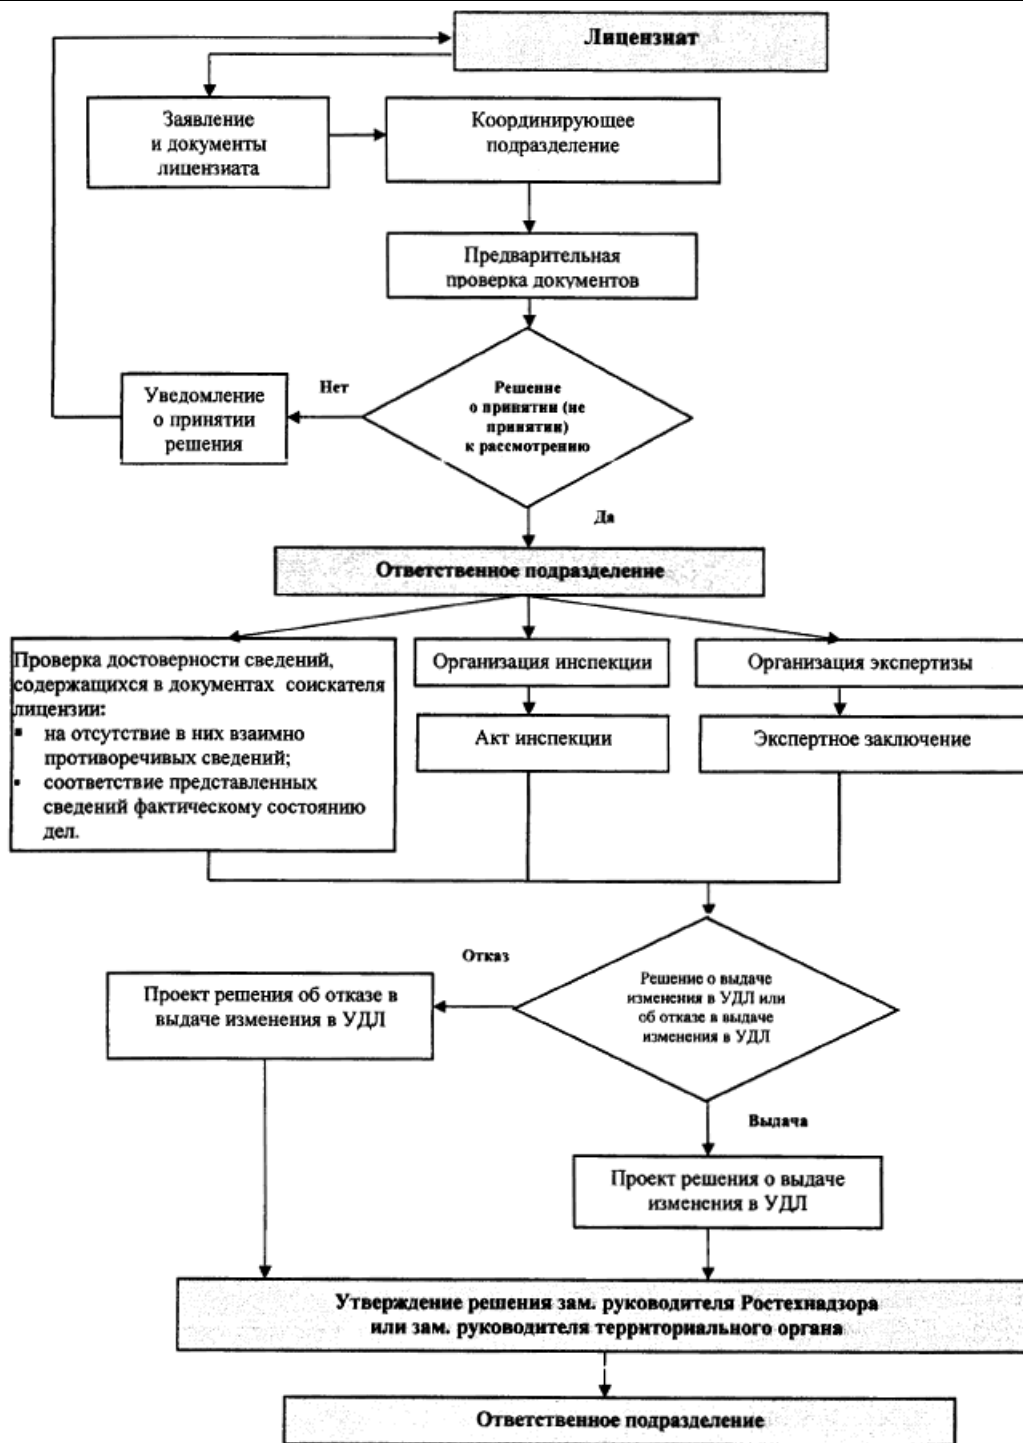 Лицензиат
Заявление
и документы
лицензиата
Координирующее
подразделение
Предварительная
проверка документов
Нет
Уведомление
о принятии
решения
Решение
о принятии (не
принятии)
к рассмотрению
Да
Ответственное подразделение
Проверка достоверности сведений,
содержащихся в документах соискателя
лицензии:
▪ на отсутствие в них взаимно
противоречивых сведений;
▪ соответствие представленных
сведений фактическому состоянию
дел.
Организация инспекции
Акт инспекции
Организация экспертизы
Экспертное заключение
Отказ
Проект решения об отказе в
выдаче изменения в УДЛ
Решение о выдаче
изменения в УДЛ или
об отказе в выдаче
изменения в УДЛ
Выдача
Проект решения о выдаче
изменения в УДЛ
Утверждение решения зам. руководителя Ростехнадзора
или зам. руководителя территориального органа
Ответственное подразделение